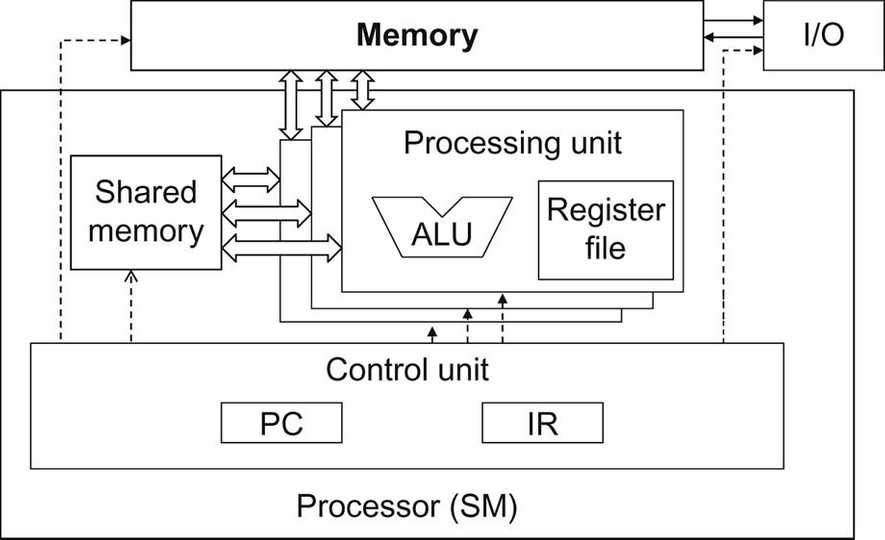 Memory
I/O
Processing unit
Shared
memory
ALU
Register
file
Control unit
PC
IR
Processor (SM)